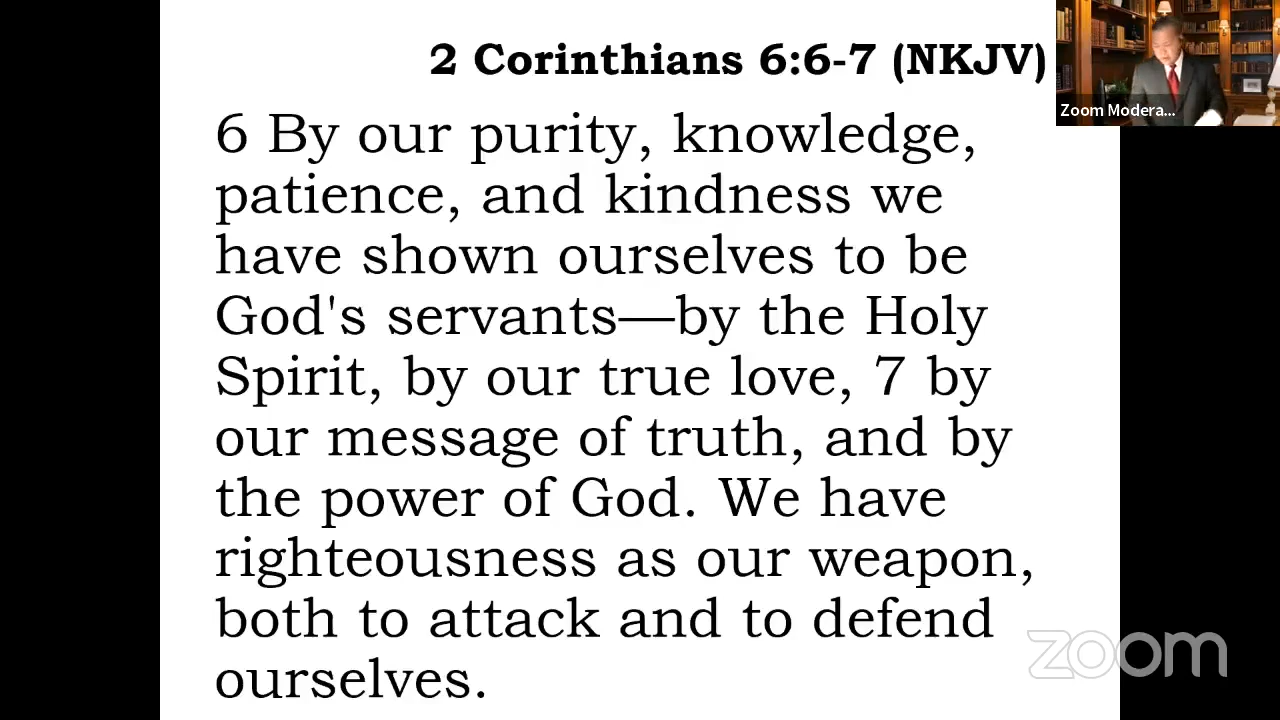 2 Corinthians 6:6-7 (NKJV)
Zoom Modera...
6 By our purity, knowledge,
patience, and kindness we
have shown ourselves to be
God's servants—by the Holy
Spirit, by our true love, 7 by
our message of truth, and by
the power of God. We have
righteousness as our weapon,
both to attack and to defend
ourselves.
zoom